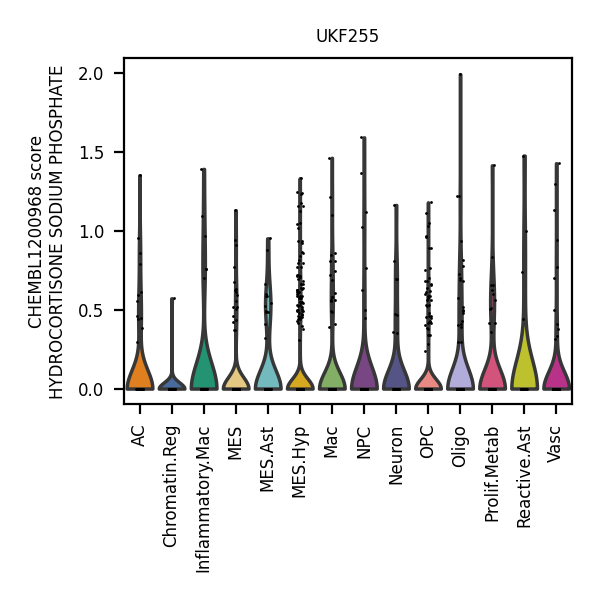 UKF255
CHEMBL1200968 score
HYDROCORTISONE SODIUM PHOSPHATE
2.0
1.5
1.0
0.5
0.0
AC
Chromatin.Reg
Inflammatory.Mac
MES
MES.Ast
MES.Hyp
Mac
NPC
Neuron
OPC
Oligo
Prolif.Metab
Reactive.Ast
Vasc